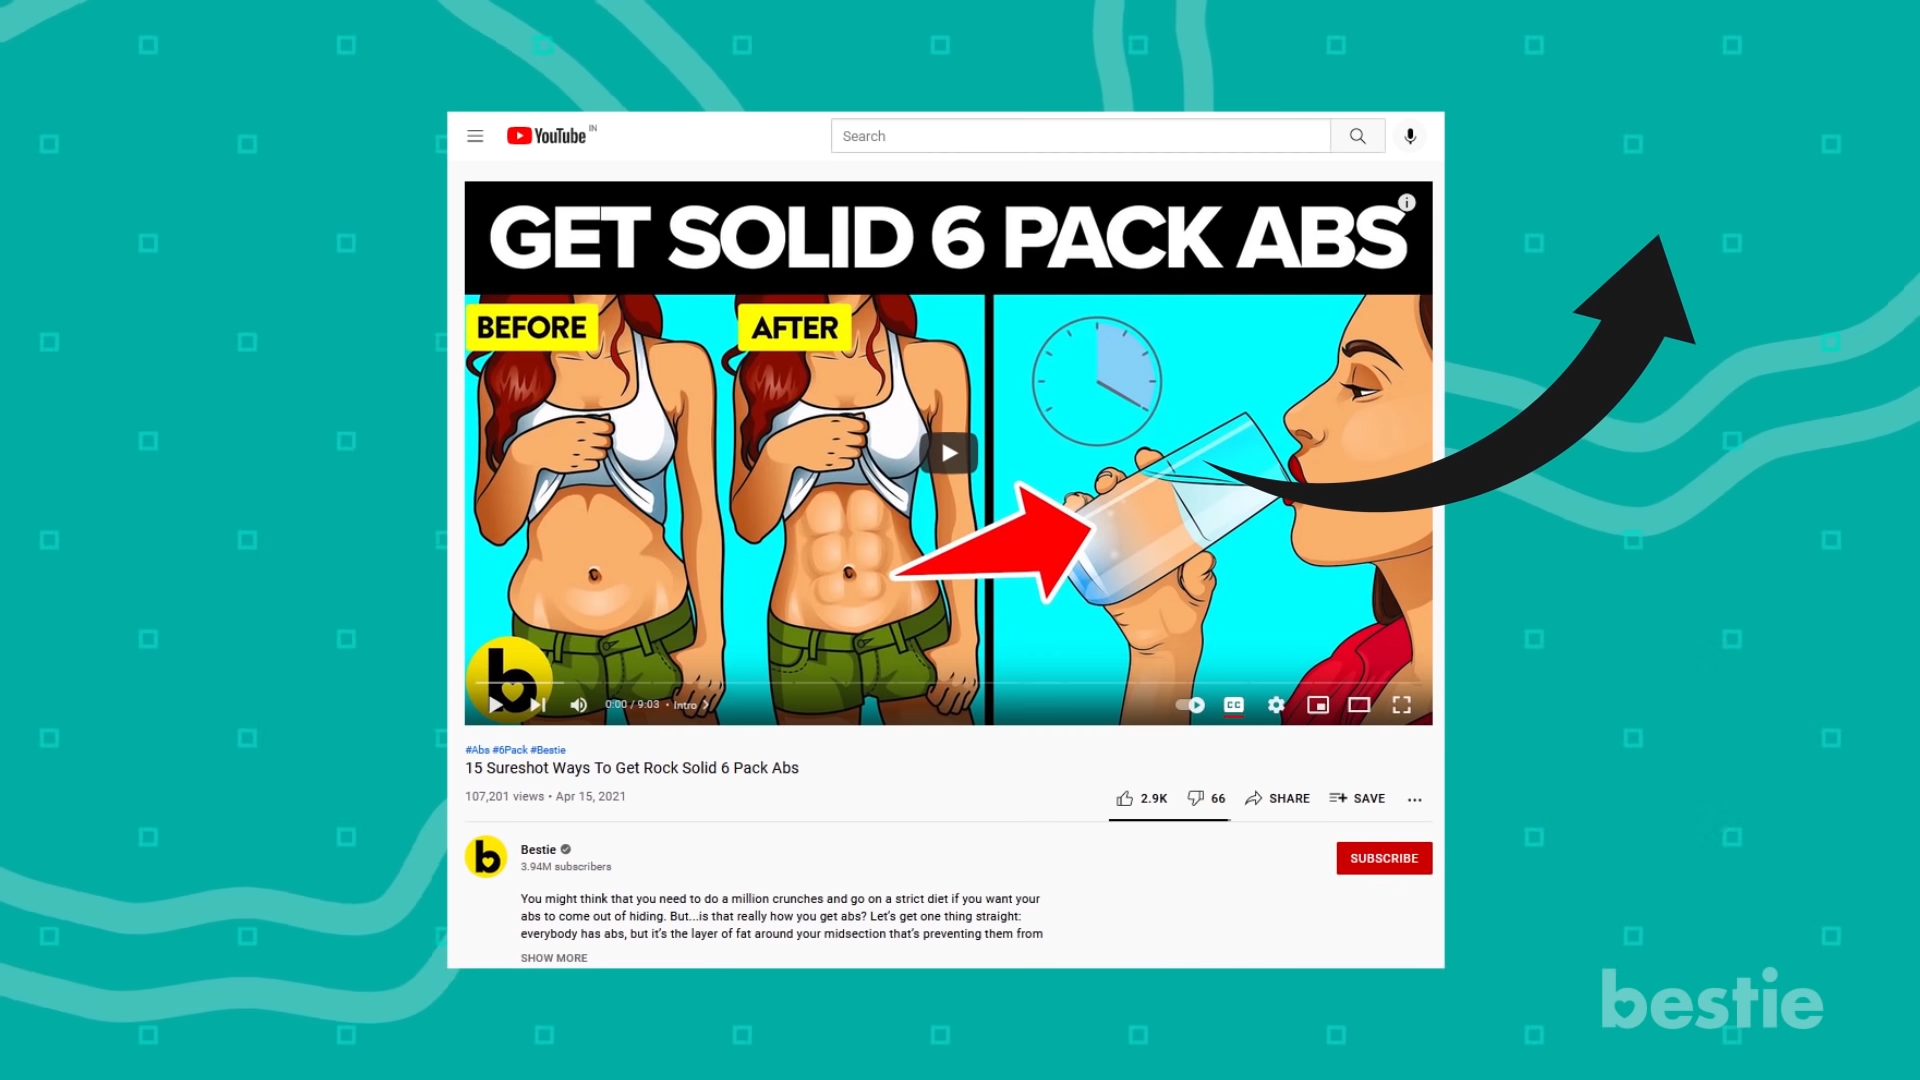 YouTube IN
Search
GET SOLID 6 PACK ABS
BEFORE
AFTER
b
0:00 / 9:03 • Intro
CC
#Abs #6Pack #Bestie
15 Sureshot Ways To Get Rock Solid 6 Pack Abs
107,201 views • Apr 15, 2021
2.9K 66 SHARE SAVE
b
Bestie
3.94M subscribers
SUBSCRIBE
You might think that you need to do a million crunches and go on a strict diet if you want your
abs to come out of hiding. But...is that really how you get abs? Let's get one thing straight:
everybody has abs, but it's the layer of fat around your midsection that's preventing them from
SHOW MORE
bestie